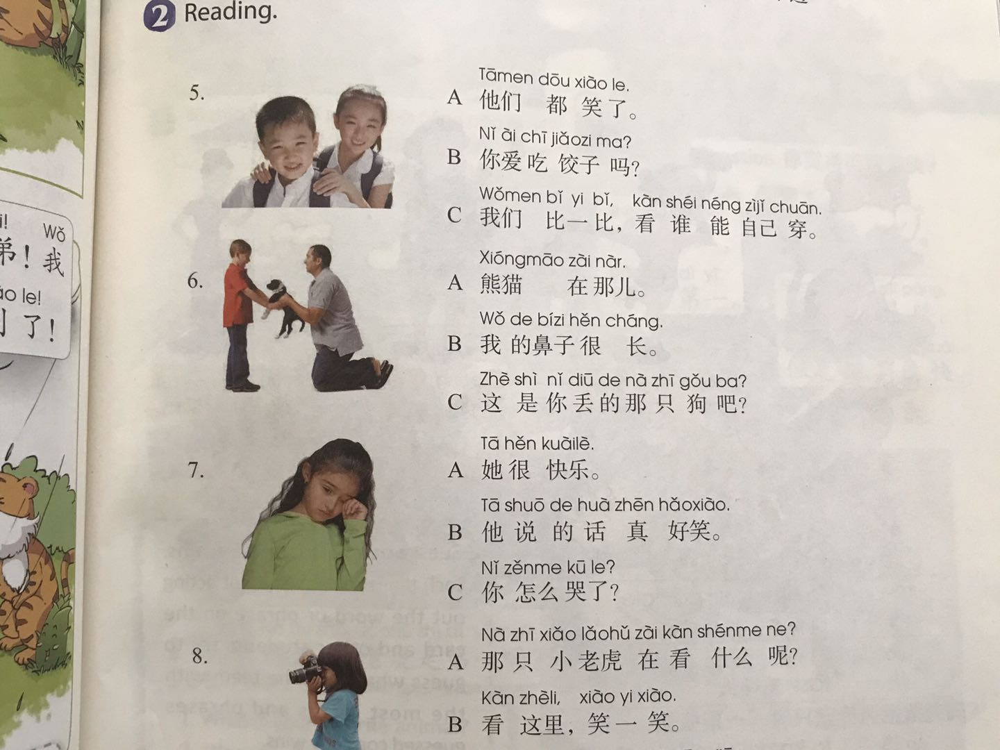 2 Reading.
5.
Tāmen dōu xiào le.
A 他们 都 笑了。
Nǐ ài chī jiǎozi ma?
B 你爱吃 饺子 吗?
Wǒmen bǐ yi bǐ, kàn shéi néng zìjǐ chuān.
C 我们 比一比, 看 谁 能 自己 穿。
6.
Xióngmāo zài nàr.
A 熊猫 在那儿。
Wǒ de bízi hěn cháng.
B 我 的鼻子很 长。
Zhè shì nǐ diū de nà zhī gǒu ba?
C 这 是 你 丢 的 那 只 狗 吧?
7.
Tā hěn kuàilè.
A 她很 快乐。
Tā shuō de huà zhēn hǎoxiào.
B 他 说 的 话 真 好笑。
Nǐ zěnme kū le?
C 你 怎么 哭了?
8.
Nà zhī xiǎo lǎohǔ zài kàn shénme ne?
A 那 只 小 老虎 在 看 什么 呢?
Kàn zhèli, xiào yi xiào.
B 看 这里, 笑 一 笑。
Wǒ
弟! 我
le!
了!